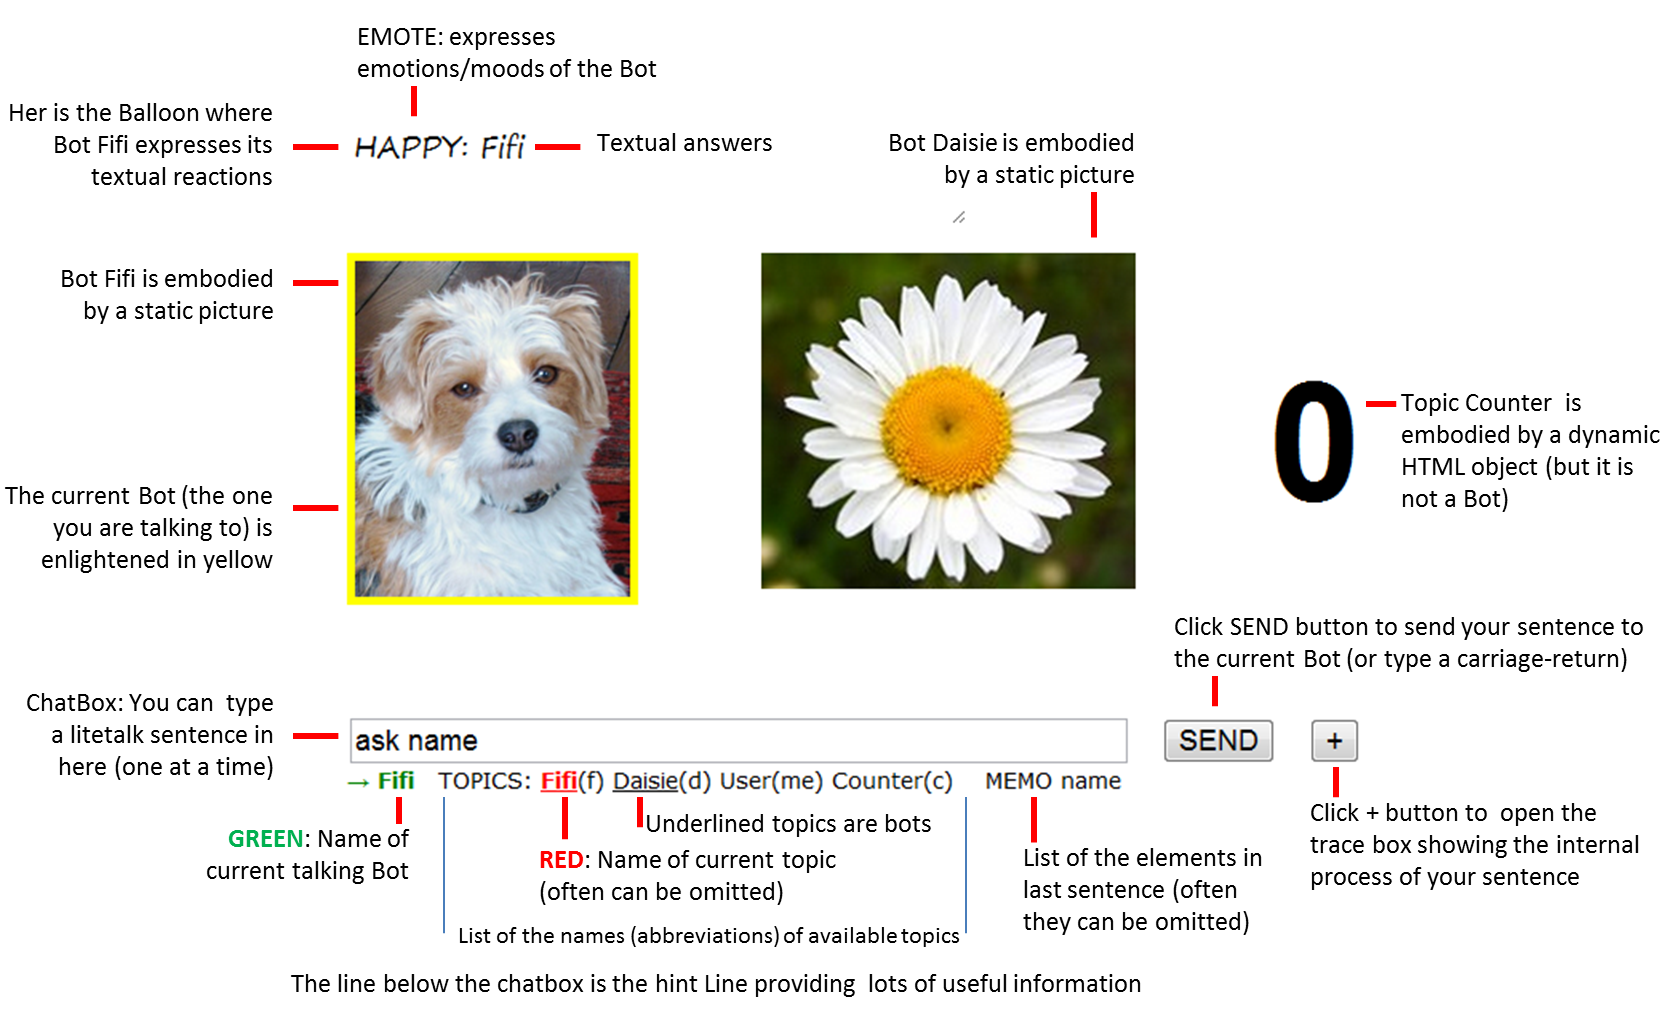 EMOTE: expresses
emotions/moods of the Bot
Her is the Balloon where
Bot Fifi expresses its
textual reactions
HAPPY: Fifi
Textual answers
Bot Daisie is embodied
by a static picture
Bot Fifi is embodied
by a static picture
The current Bot (the one
you are talking to) is
enlightened in yellow
0
Topic Counter is
embodied by a dynamic
HTML object (but it is
not a Bot)
Click SEND button to send your sentence to
the current Bot (or type a carriage-return)
ChatBox: You can type
a litetalk sentence in
here (one at a time)
ask name
SEND
+
→ Fifi TOPICS: Fifi(f) Daisie(d) User(me) Counter(c) MEMO name
GREEN: Name of
current talking Bot
Underlined topics are bots
RED: Name of current topic
(often can be omitted)
List of the names (abbreviations) of available topics
List of the elements in
last sentence (often
they can be omitted)
Click + button to open the
trace box showing the internal
process of your sentence
The line below the chatbox is the hint Line providing lots of useful information